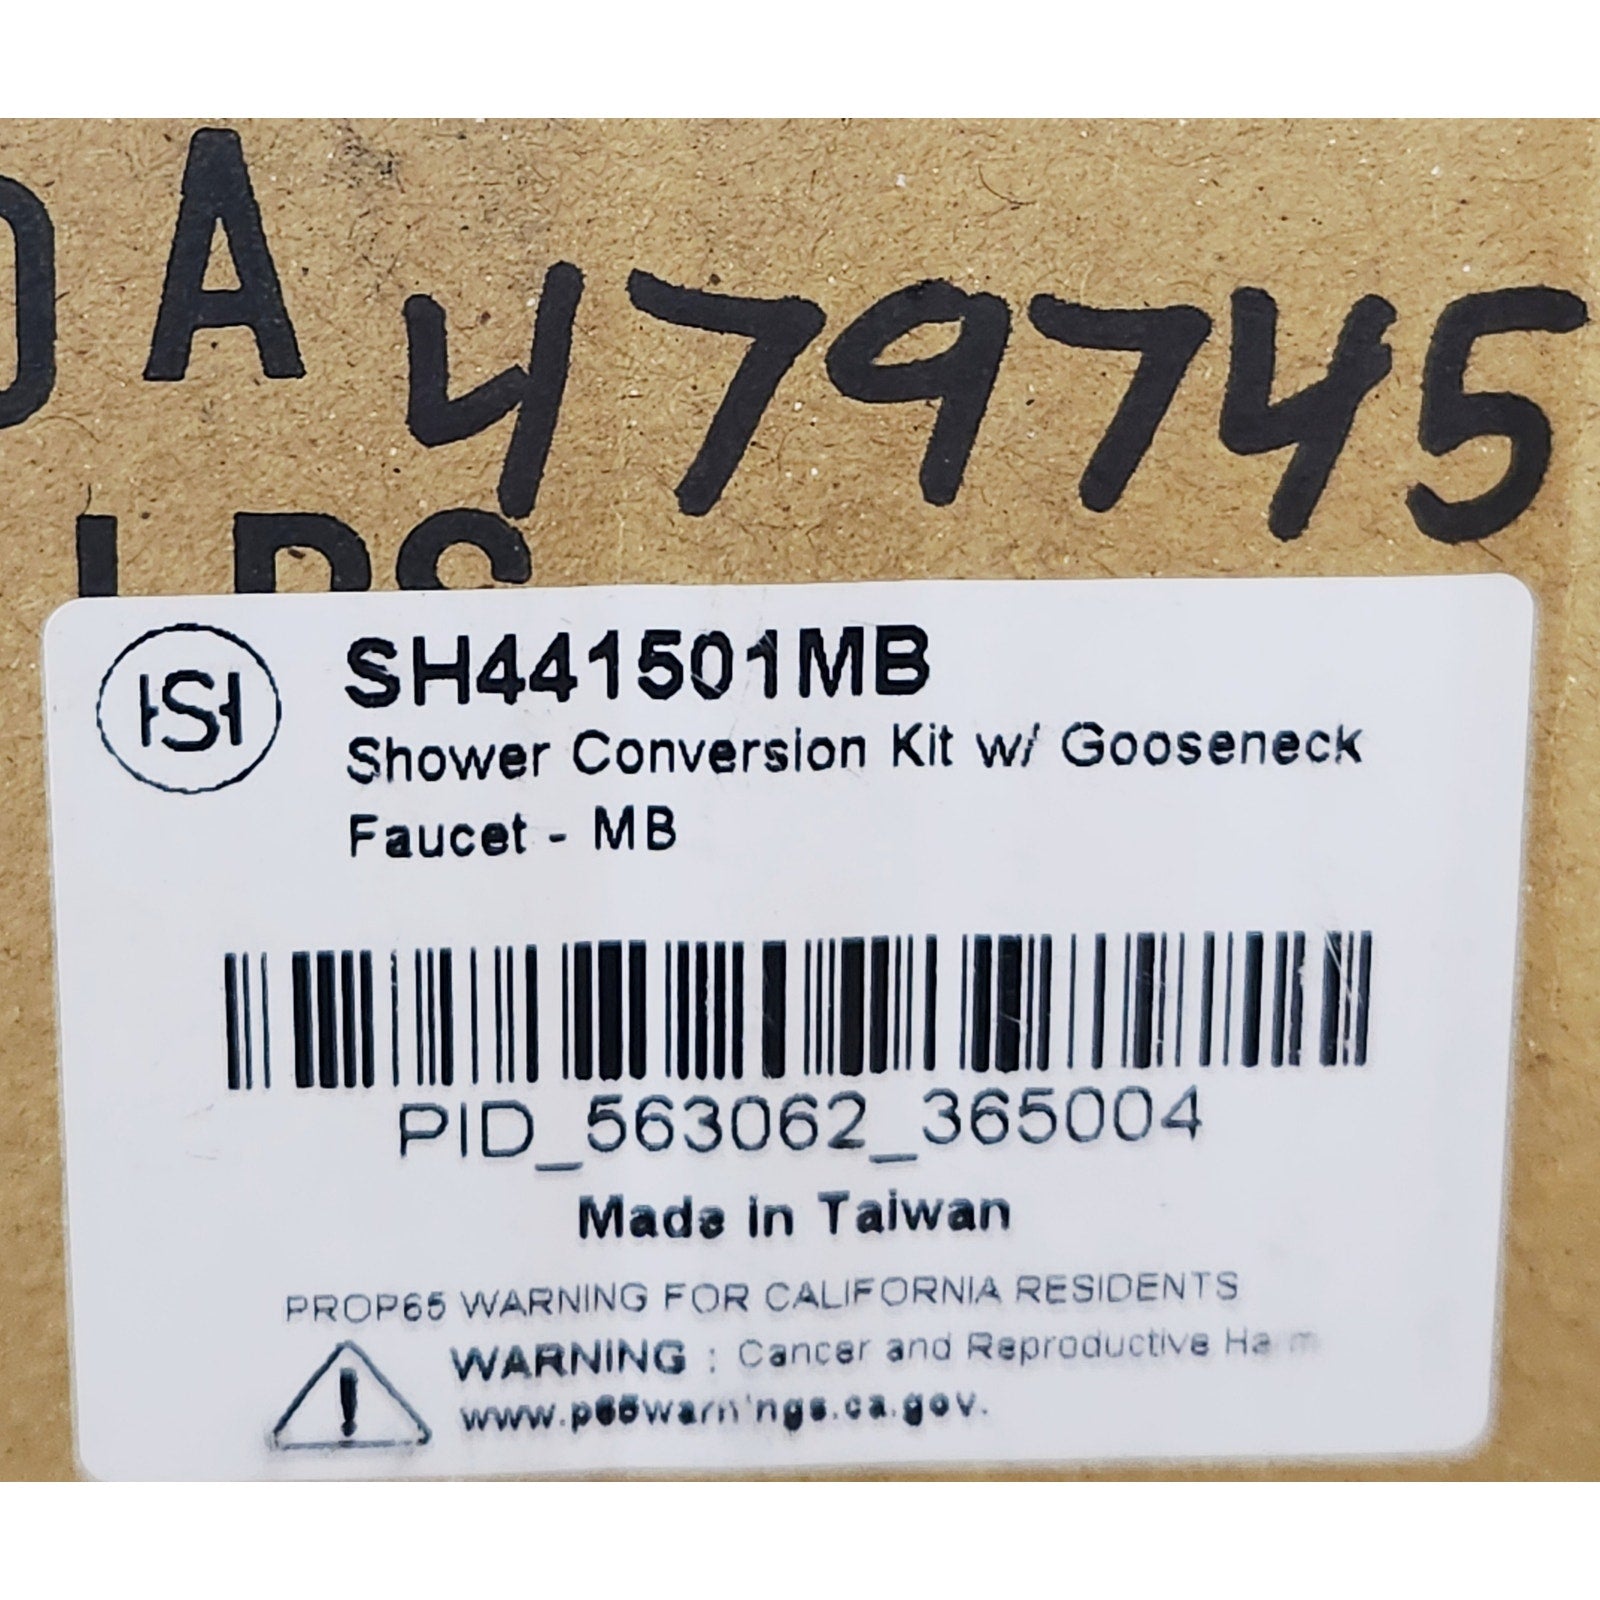 A 479745
SH441501MB
Shower Conversion Kit w/ Gooseneck
Faucet - MB
PID_563062_365004
Made in Taiwan
PROP65 WARNING FOR CALIFORNIA RESIDENTS
WARNING : Cancer and Reproductive Harm
www.p65warnings.ca.gov.